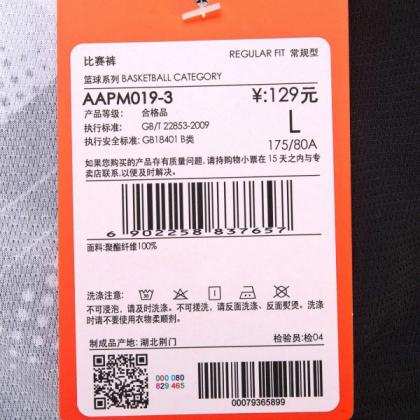 比赛裤
REGULAR FIT 常规型
篮球系列 BASKETBALL CATEGORY
AAPM019-3
¥:129元
产品等级: 合格品
执行标准: GB/T 22853-2009
执行安全标准: GB18401 B类
L
175/80A
如果您购买的产品存有质量问题,请持购物小票在 15 天之内与专
卖店联系,以便及时解决。
6902258837657
面料:聚酯纤维100%
洗涤注意:
不可浸泡,请及时洗涤。不可搓洗,请反面洗涤、反面熨烫。洗涤
时请不要使用衣物柔顺剂。
制成品产地: 湖北荆门
检验员:检04
000 080
829 465
00079365899